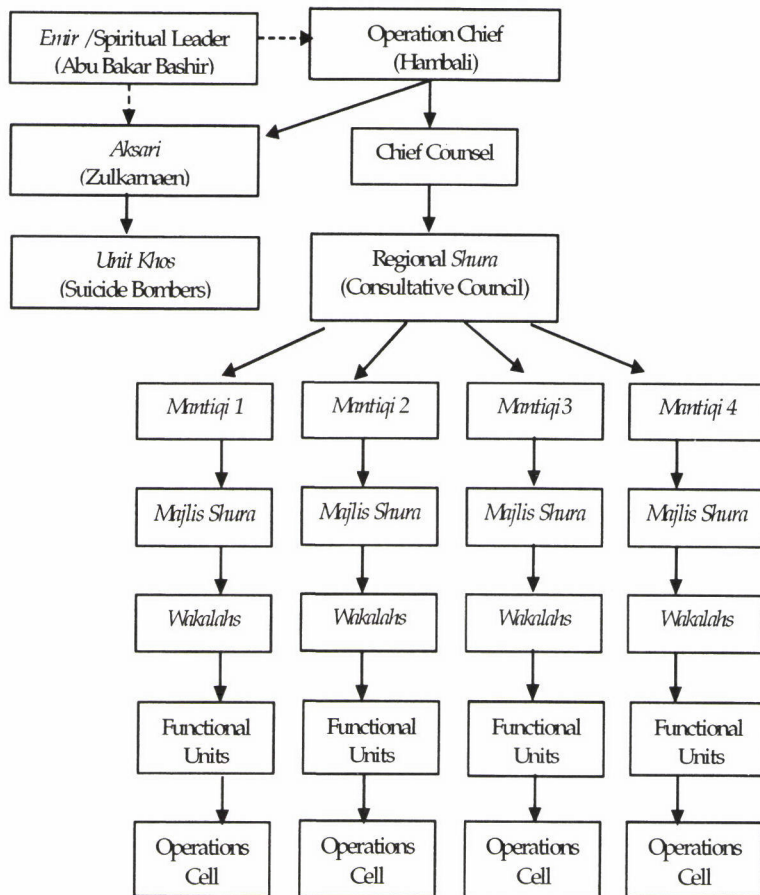 Emir /Spiritual Leader
(Abu Bakar Bashir)
Operation Chief
(Hambali)
Aksari
(Zulkarnaen)
Chief Counsel
Unit Khos
(Suicide Bombers)
Regional Shura
(Consultative Council)
Mantiqi 1
Mantiqi 2
Mantiqi 3
Mantiqi 4
Majlis Shura
Majlis Shura
Majlis Shura
Majlis Shura
Wakalahs
Wakalahs
Wakalahs
Wakalahs
Functional
Units
Functional
Units
Functional
Units
Functional
Units
Operations
Cell
Operations
Cell
Operations
Cell
Operations
Cell